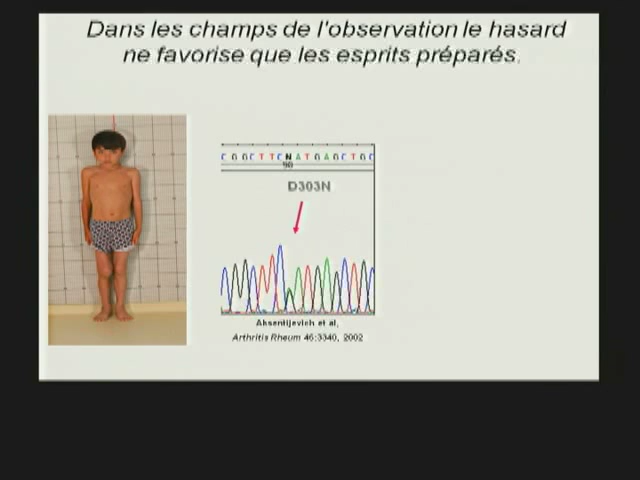 Dans les champs de l'observation le hasard
ne favorise que les esprits préparés.
C T T C N A T G A G C T G C
90
D303N
Aksentijevich et al,
Arthritis Rheum 46:3340, 2002